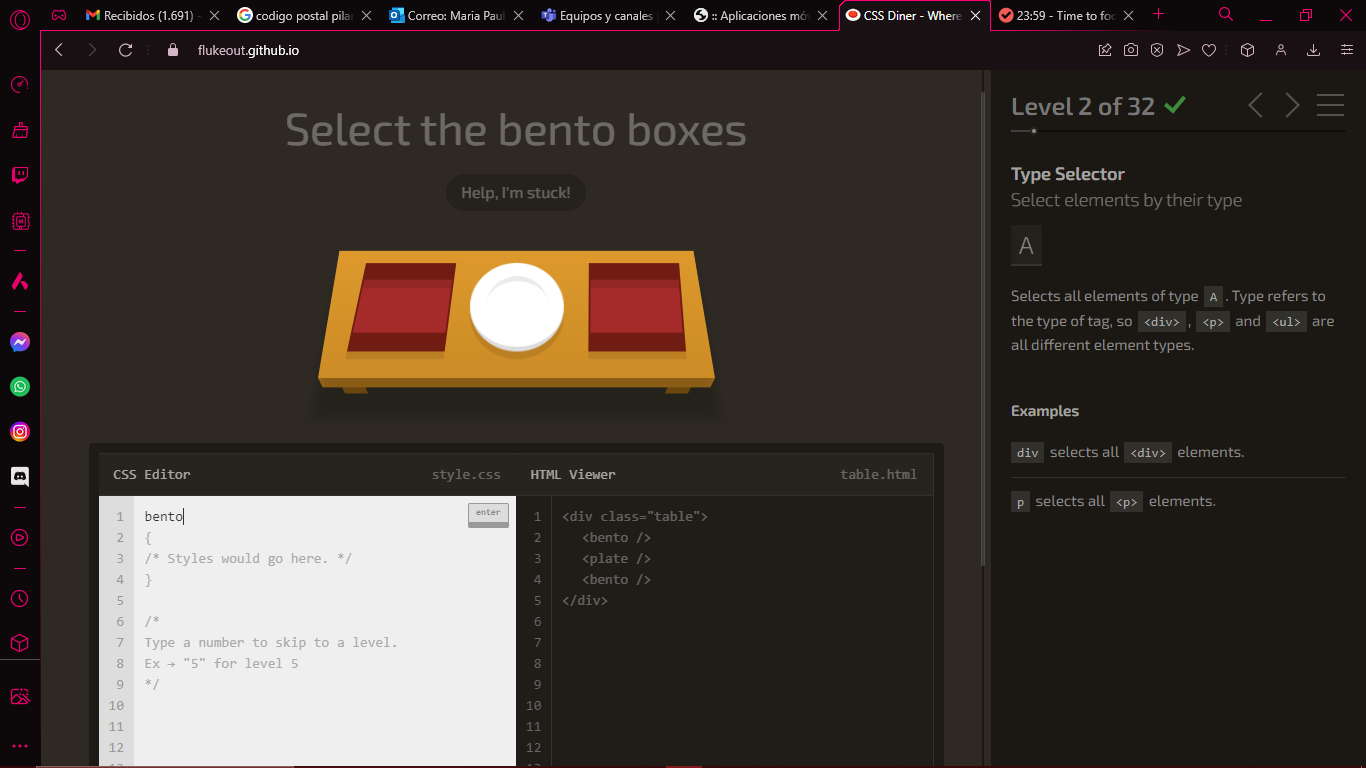 Recibidos (1.691) -
codigo postal pilar
Correo: Maria Paul
Equipos y canales
:: Aplicaciones móv
CSS Diner - Where
23:59 - Time to foc
flukeout.github.io
Select the bento boxes
Help, I'm stuck!
CSS Editor
style.css
HTML Viewer
table.html
enter
1 bento
2 {
3 /* Styles would go here. */
4 }
5
6 /*
7 Type a number to skip to a level.
8 Ex → "5" for level 5
9 */
10
11
12
1 <div class="table">
2 <bento />
3 <plate />
4 <bento />
5 </div>
6
7
8
9
10
11
12
Level 2 of 32
Type Selector
Select elements by their type
A
Selects all elements of type A . Type refers to
the type of tag, so <div> , <p> and <ul> are
all different element types.
Examples
div selects all <div> elements.
p selects all <p> elements.